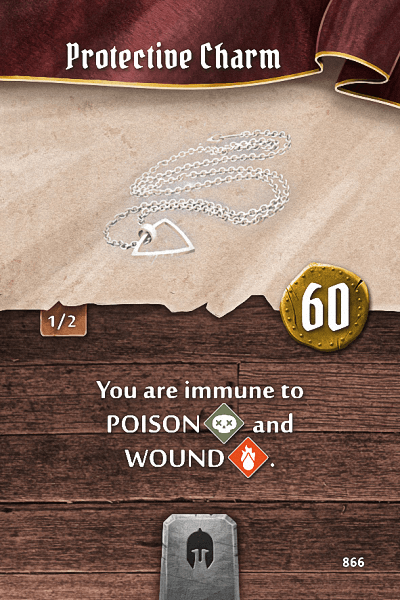 Protective Charm
60
1/2
You are immune to
POISON and
WOUND .
866